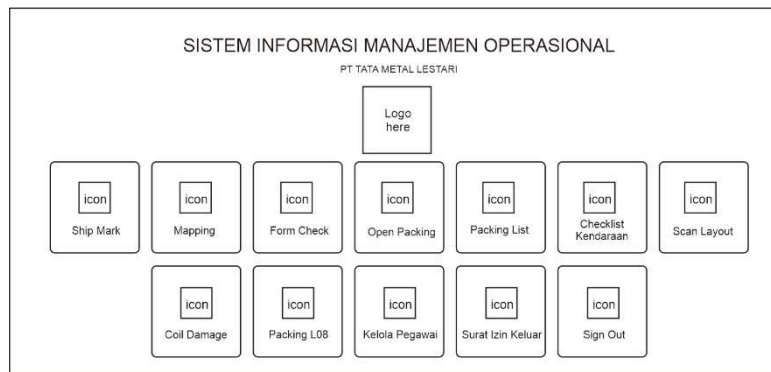 SISTEM INFORMASI MANAJEMEN OPERASIONAL
PT TATA METAL LESTARI
Logo
here
icon
Ship Mark
icon
Mapping
icon
Form Check
icon
Open Packing
icon
Packing List
icon
Checklist
Kendaraan
icon
Scan Layout
icon
Coil Damage
icon
Packing L08
icon
Kelola Pegawai
icon
Surat Izin Keluar
icon
Sign Out